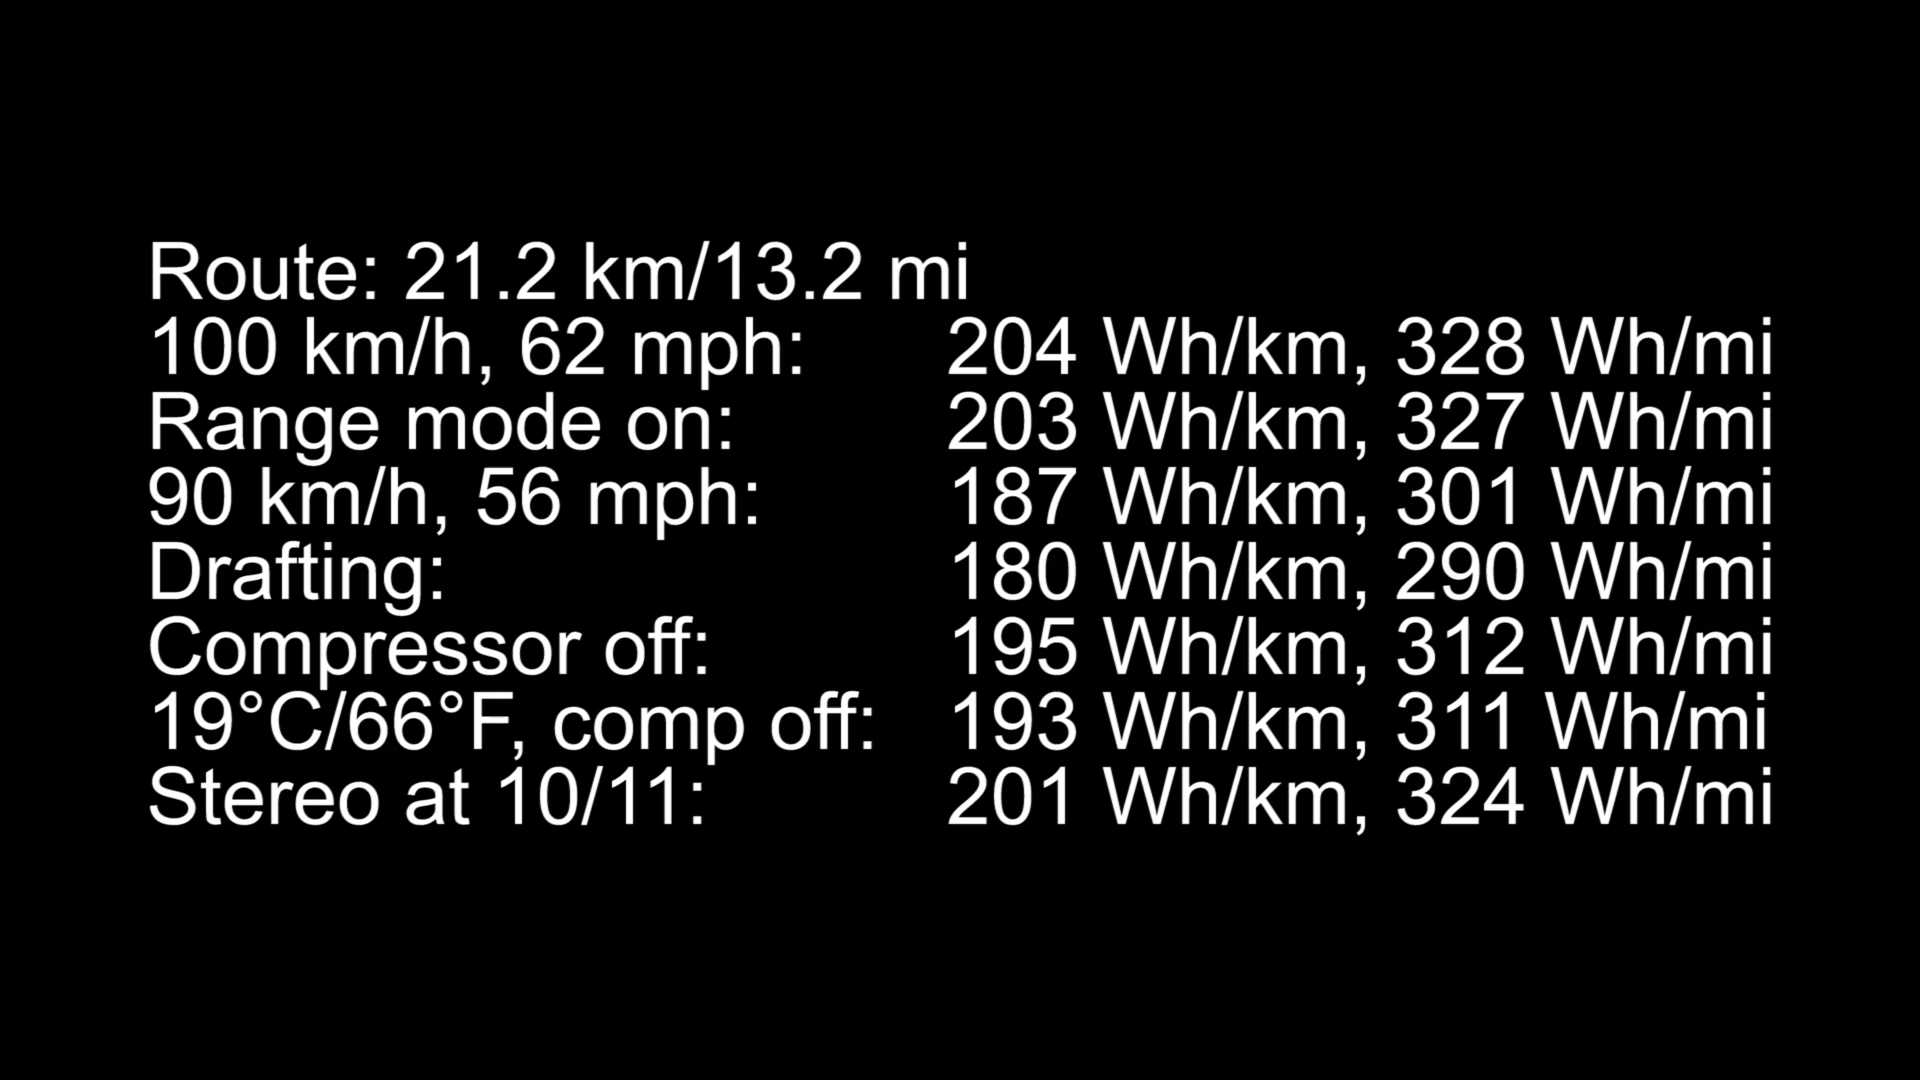 Route: 21.2 km/13.2 mi
100 km/h, 62 mph: 204 Wh/km, 328 Wh/mi
Range mode on: 203 Wh/km, 327 Wh/mi
90 km/h, 56 mph: 187 Wh/km, 301 Wh/mi
Drafting: 180 Wh/km, 290 Wh/mi
Compressor off: 195 Wh/km, 312 Wh/mi
19°C/66°F, comp off: 193 Wh/km, 311 Wh/mi
Stereo at 10/11: 201 Wh/km, 324 Wh/mi